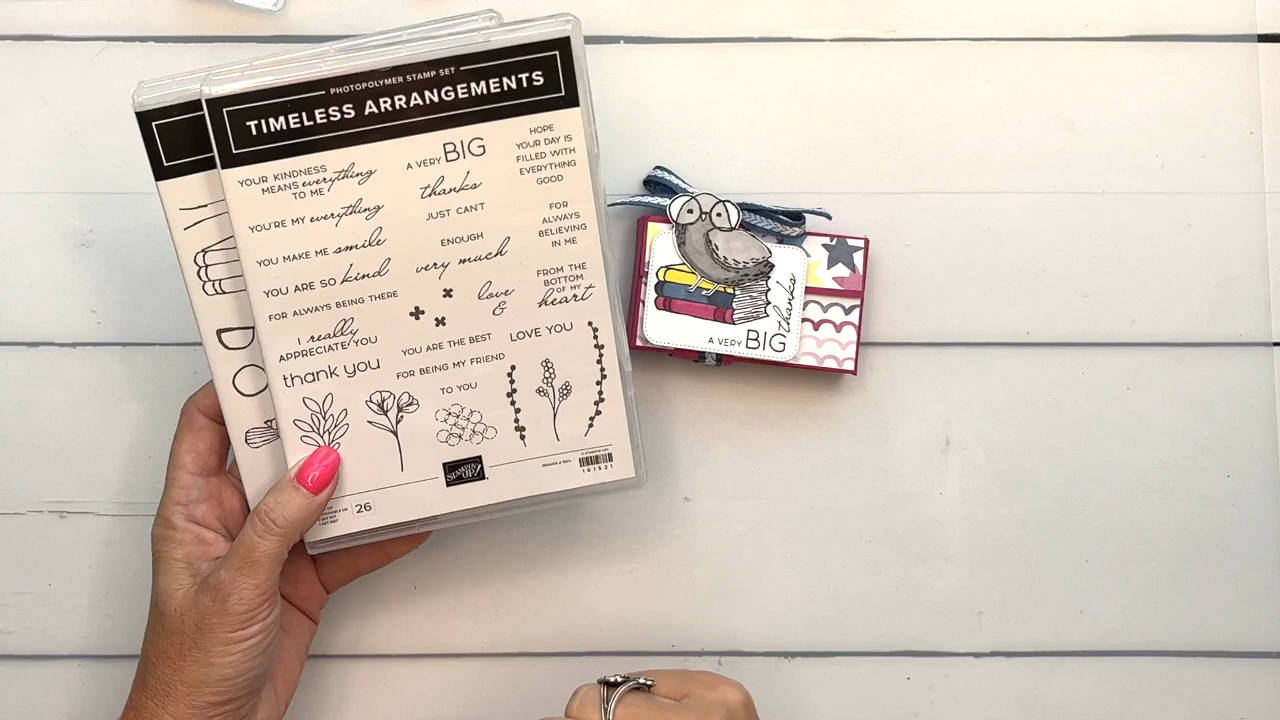 PHOTOPOLYMER STAMP SET
TIMELESS ARRANGEMENTS
YOUR KINDNESS
MEANS everything
TO ME
YOU'RE MY everything
YOU MAKE ME smile
YOU ARE SO kind
FOR ALWAYS BEING THERE
I really
APPRECIATE YOU
thank you
A VERY BIG
thanks
JUST CAN'T
ENOUGH
very much
love
&
YOU ARE THE BEST
FOR BEING MY FRIEND
TO YOU
HOPE
YOUR DAY IS
FILLED WITH
EVERYTHING
GOOD
FOR
ALWAYS
BELIEVING
IN ME
FROM THE
BOTTOM
OF MY
heart
LOVE YOU
STAMPIN' UP!
161521
26
DO
A VERY BIG
thanks